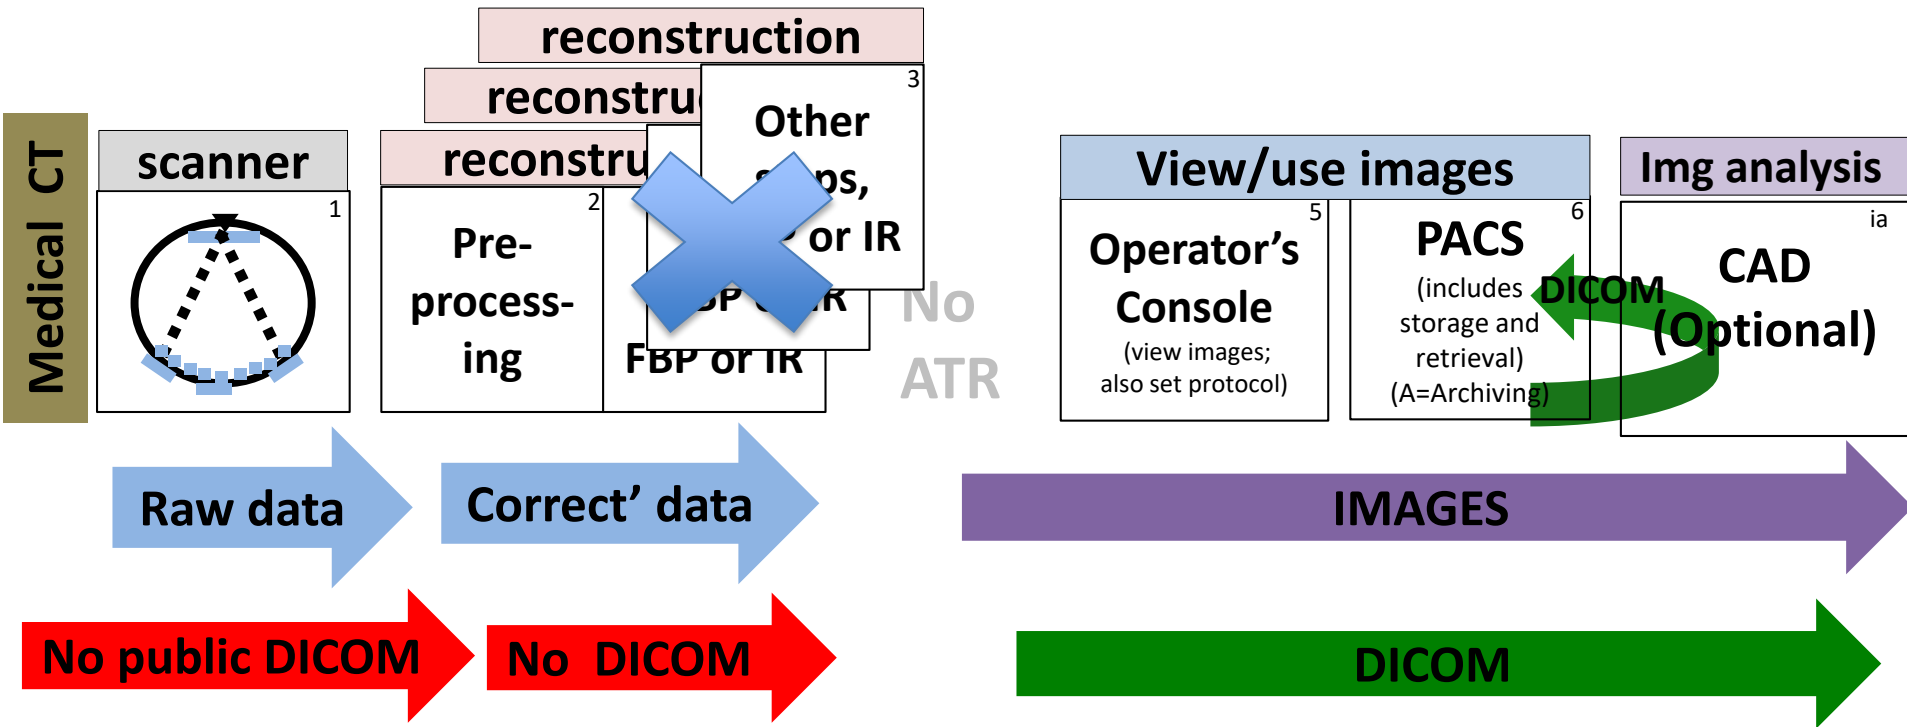 reconstruction
reconstru
3
Other
or IR
reconstru
Medical CT
scanner
1
2
Pre-
process-
ing
FBP or IR
No
ATR
View/use images
5
Operator's
Console
(view images;
also set protocol)
6
PACS
(includes
storage and
retrieval)
(A=Archiving)
DICOM
Img analysis
ia
CAD
(Optional)
Raw data
Correct' data
IMAGES
No public DICOM
No DICOM
DICOM